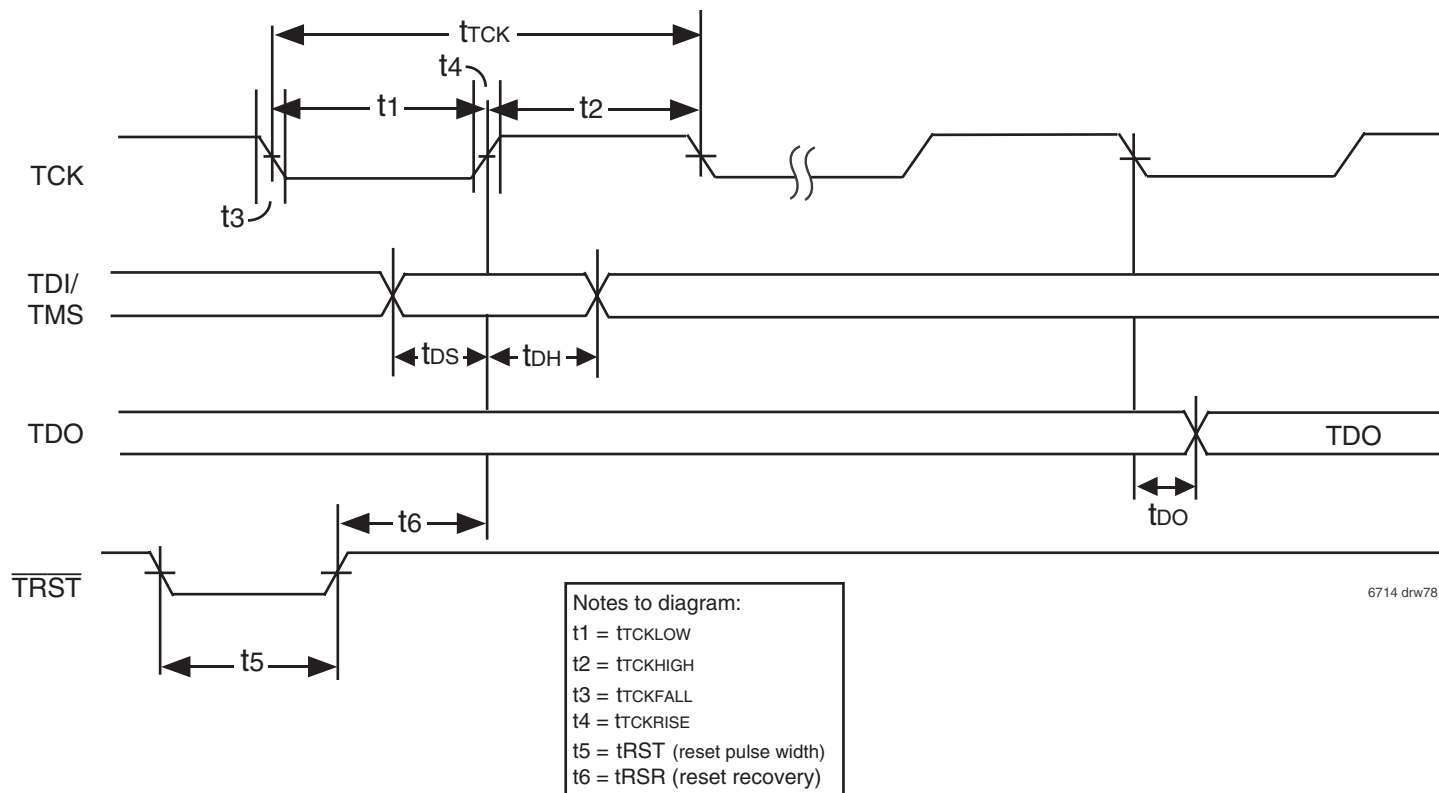 tTCK
t4
t1
t2
TCK
t3
TDI/
TMS
tDS
tDH
TDO
TDO
tDO
t6
TRST
6714 drw78
t5
Notes to diagram:
t1 = tTCKLOW
t2 = tTCKHIGH
t3 = tTCKFALL
t4 = tTCKRISE
t5 = tRST (reset pulse width)
t6 = tRSR (reset recovery)